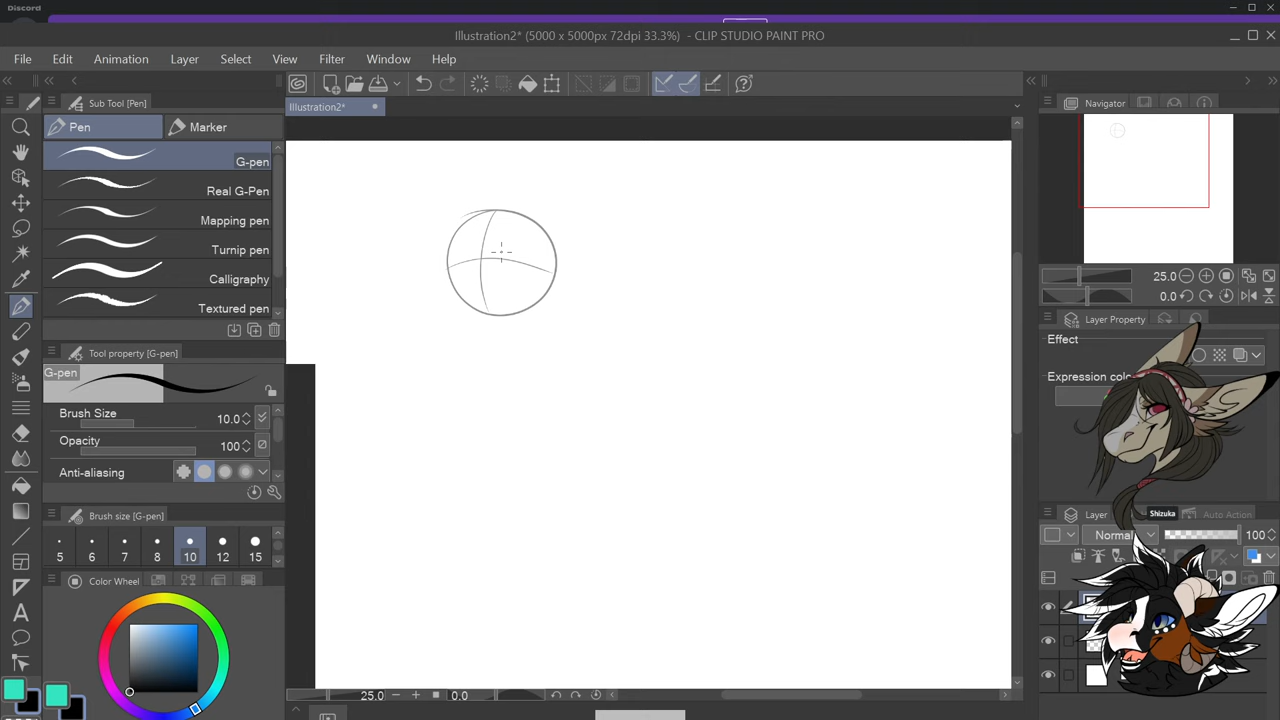 Discord
Illustration2* (5000 x 5000px 72dpi 33.3%) - CLIP STUDIO PAINT PRO
File Edit Animation Layer Select View Filter Window Help
Sub Tool [Pen]
Illustration2*
Navigator
Pen
Marker
G-pen
Real G-Pen
Mapping pen
Turnip pen
Calligraphy
Textured pen
25.0
0.0
Layer Property
Effect
Expression colo
Tool property [G-pen]
G-pen
Brush Size 10.0
Opacity 100
Anti-aliasing
Brush size [G-pen]
5 6 7 8 10 12 15
Color Wheel
Layer
Shizuka
Auto Action
Normal
100
25.0
0.0